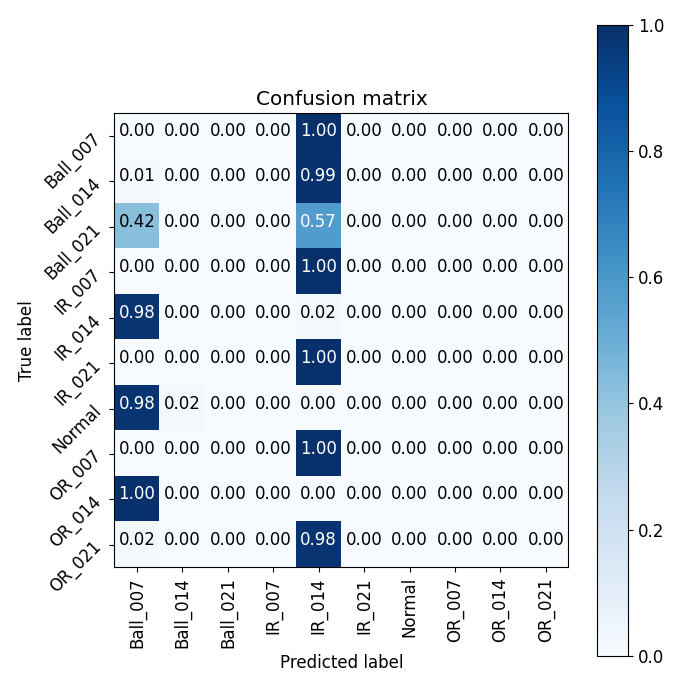 Confusion matrix
True label
Ball_007 0.00 0.00 0.00 0.00 1.00 0.00 0.00 0.00 0.00 0.00
Ball_014 0.01 0.00 0.00 0.00 0.99 0.00 0.00 0.00 0.00 0.00
Ball_021 0.42 0.00 0.00 0.00 0.57 0.00 0.00 0.00 0.00 0.00
IR_007 0.00 0.00 0.00 0.00 1.00 0.00 0.00 0.00 0.00 0.00
IR_014 0.98 0.00 0.00 0.00 0.02 0.00 0.00 0.00 0.00 0.00
IR_021 0.00 0.00 0.00 0.00 1.00 0.00 0.00 0.00 0.00 0.00
Normal 0.98 0.02 0.00 0.00 0.00 0.00 0.00 0.00 0.00 0.00
OR_007 0.00 0.00 0.00 0.00 1.00 0.00 0.00 0.00 0.00 0.00
OR_014 1.00 0.00 0.00 0.00 0.00 0.00 0.00 0.00 0.00 0.00
OR_021 0.02 0.00 0.00 0.00 0.98 0.00 0.00 0.00 0.00 0.00
Ball_007 Ball_014 Ball_021 IR_007 IR_014 IR_021 Normal OR_007 OR_014 OR_021
Predicted label
1.0
0.8
0.6
0.4
0.2
0.0